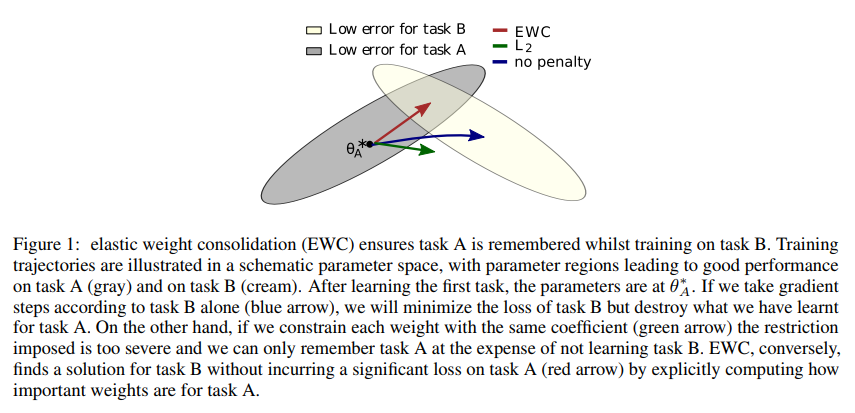 Low error for task B
Low error for task A
EWC
L2
no penalty
θ*A
Figure 1: elastic weight consolidation (EWC) ensures task A is remembered whilst training on task B. Training
trajectories are illustrated in a schematic parameter space, with parameter regions leading to good performance
on task A (gray) and on task B (cream). After learning the first task, the parameters are at θ*A. If we take gradient
steps according to task B alone (blue arrow), we will minimize the loss of task B but destroy what we have learnt
for task A. On the other hand, if we constrain each weight with the same coefficient (green arrow) the restriction
imposed is too severe and we can only remember task A at the expense of not learning task B. EWC, conversely,
finds a solution for task B without incurring a significant loss on task A (red arrow) by explicitly computing how
important weights are for task A.